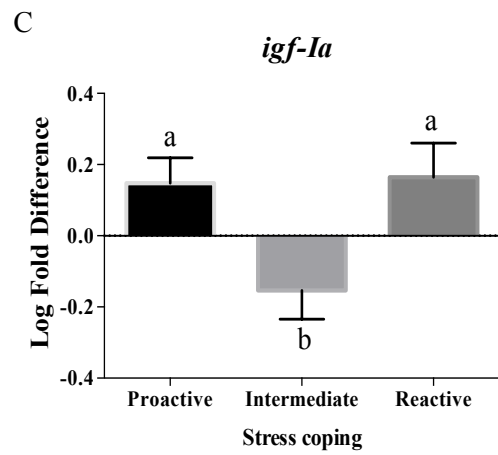 C
igf-Ia
Log Fold Difference
0.4
0.2
0.0
-0.2
-0.4
a
b
a
Proactive Intermediate Reactive
Stress coping